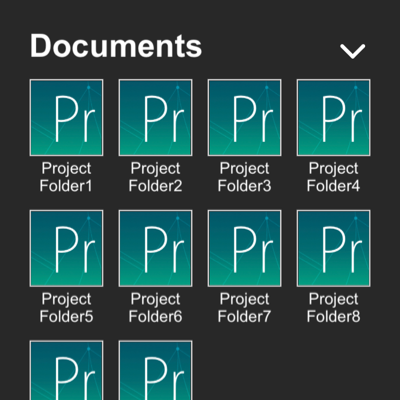 Documents
Pr Pr Pr Pr
Project Project Project Project
Folder1 Folder2 Folder3 Folder4
Pr Pr Pr Pr
Project Project Project Project
Folder5 Folder6 Folder7 Folder8
Pr Pr